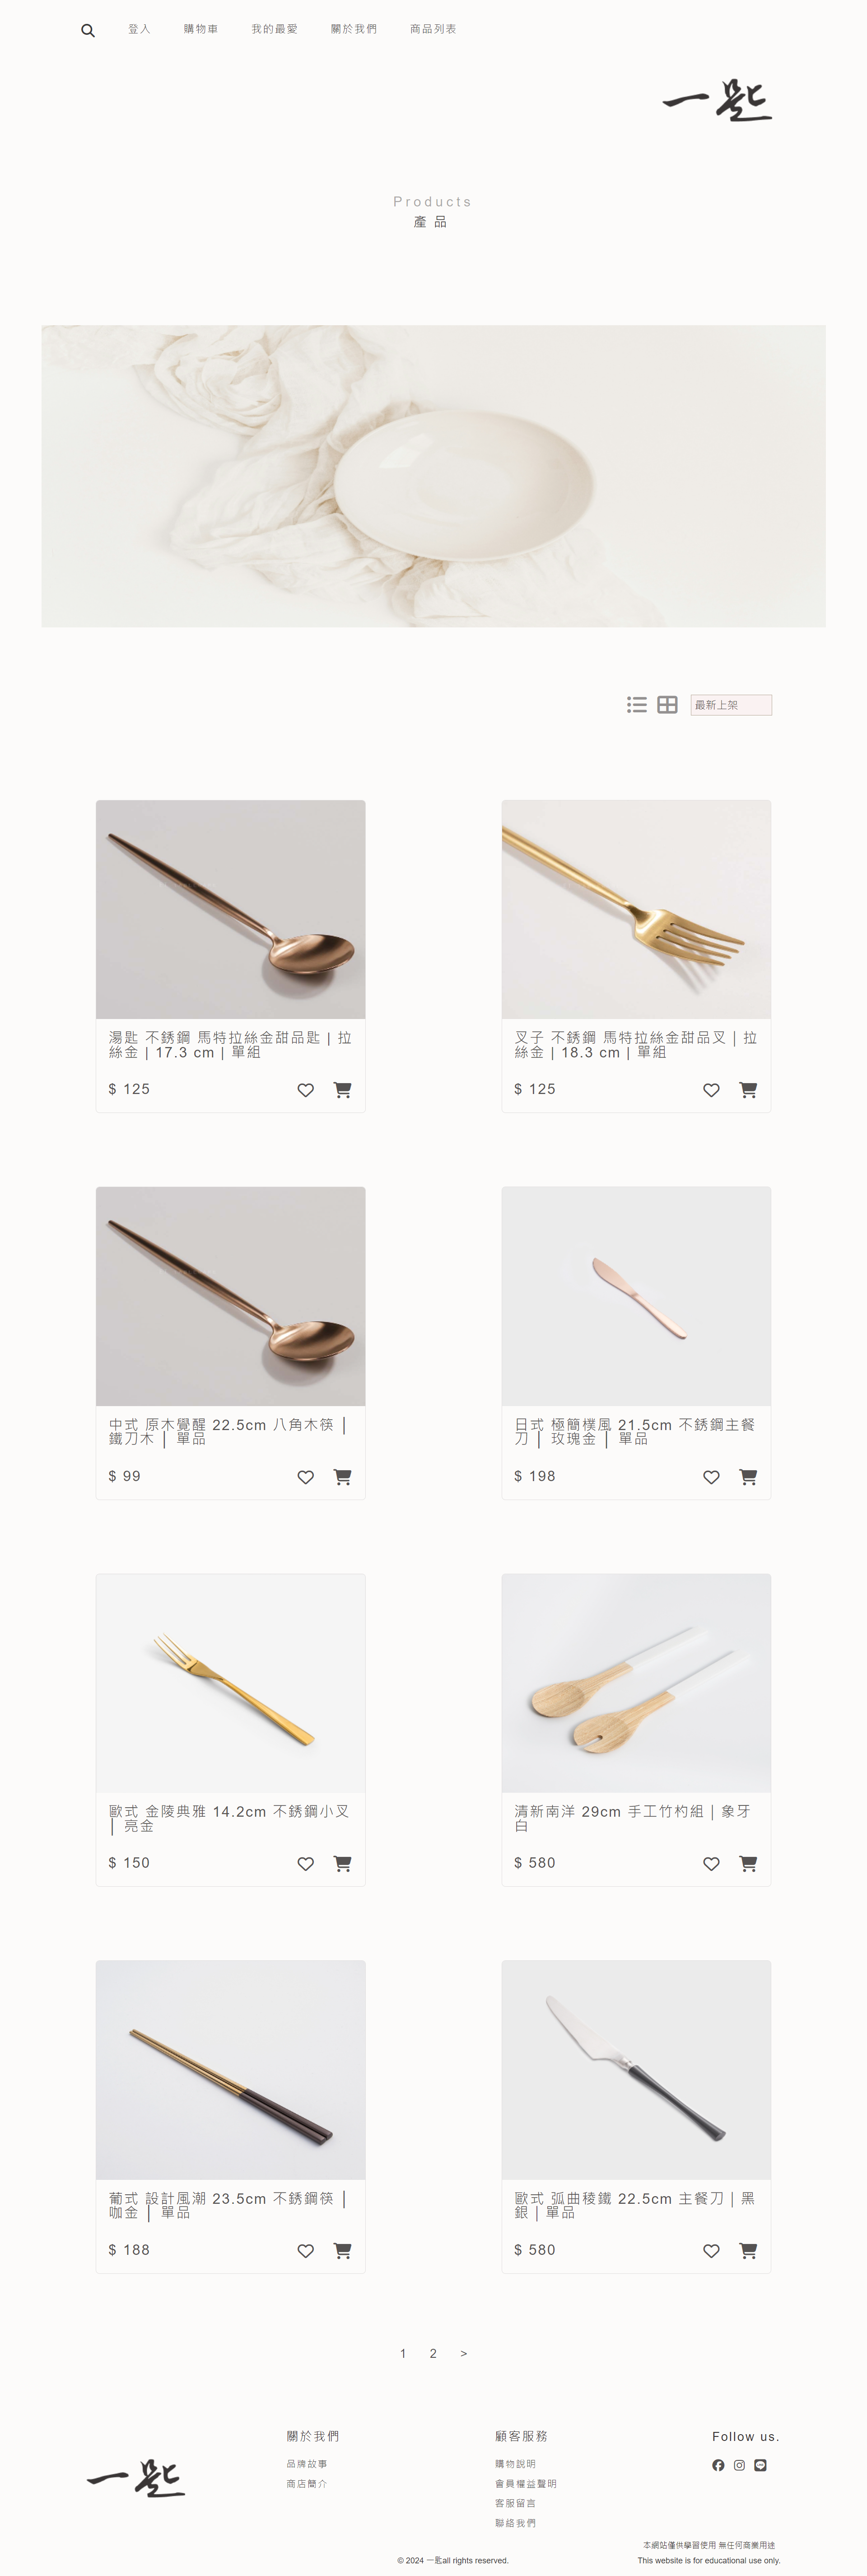 登入 購物車 我的最愛 關於我們 商品列表
一匙
Products
產品
最新上架
湯匙 不銹鋼 馬特拉絲金甜品匙 | 拉
絲金 | 17.3 cm | 單組
$ 125
叉子 不銹鋼 馬特拉絲金甜品叉｜拉
絲金 | 18.3 cm | 單組
$ 125
中式 原木覺醒 22.5cm 八角木筷 │
鐵刀木 │ 單品
$ 99
日式 極簡樸風 21.5cm 不銹鋼主餐
刀 │ 玫瑰金 │ 單品
$ 198
歐式 金陵典雅 14.2cm 不銹鋼小叉
│ 亮金
$ 150
清新南洋 29cm 手工竹杓組｜象牙
白
$ 580
葡式 設計風潮 23.5cm 不銹鋼筷 │
咖金 │ 單品
$ 188
歐式 弧曲稜鐵 22.5cm 主餐刀｜黑
銀｜單品
$ 580
1 2 >
一匙
關於我們
品牌故事
商店簡介
顧客服務
購物說明
會員權益聲明
客服留言
聯絡我們
Follow us.
本網站僅供學習使用 無任何商業用途
© 2024 一匙all rights reserved.
This website is for educational use only.